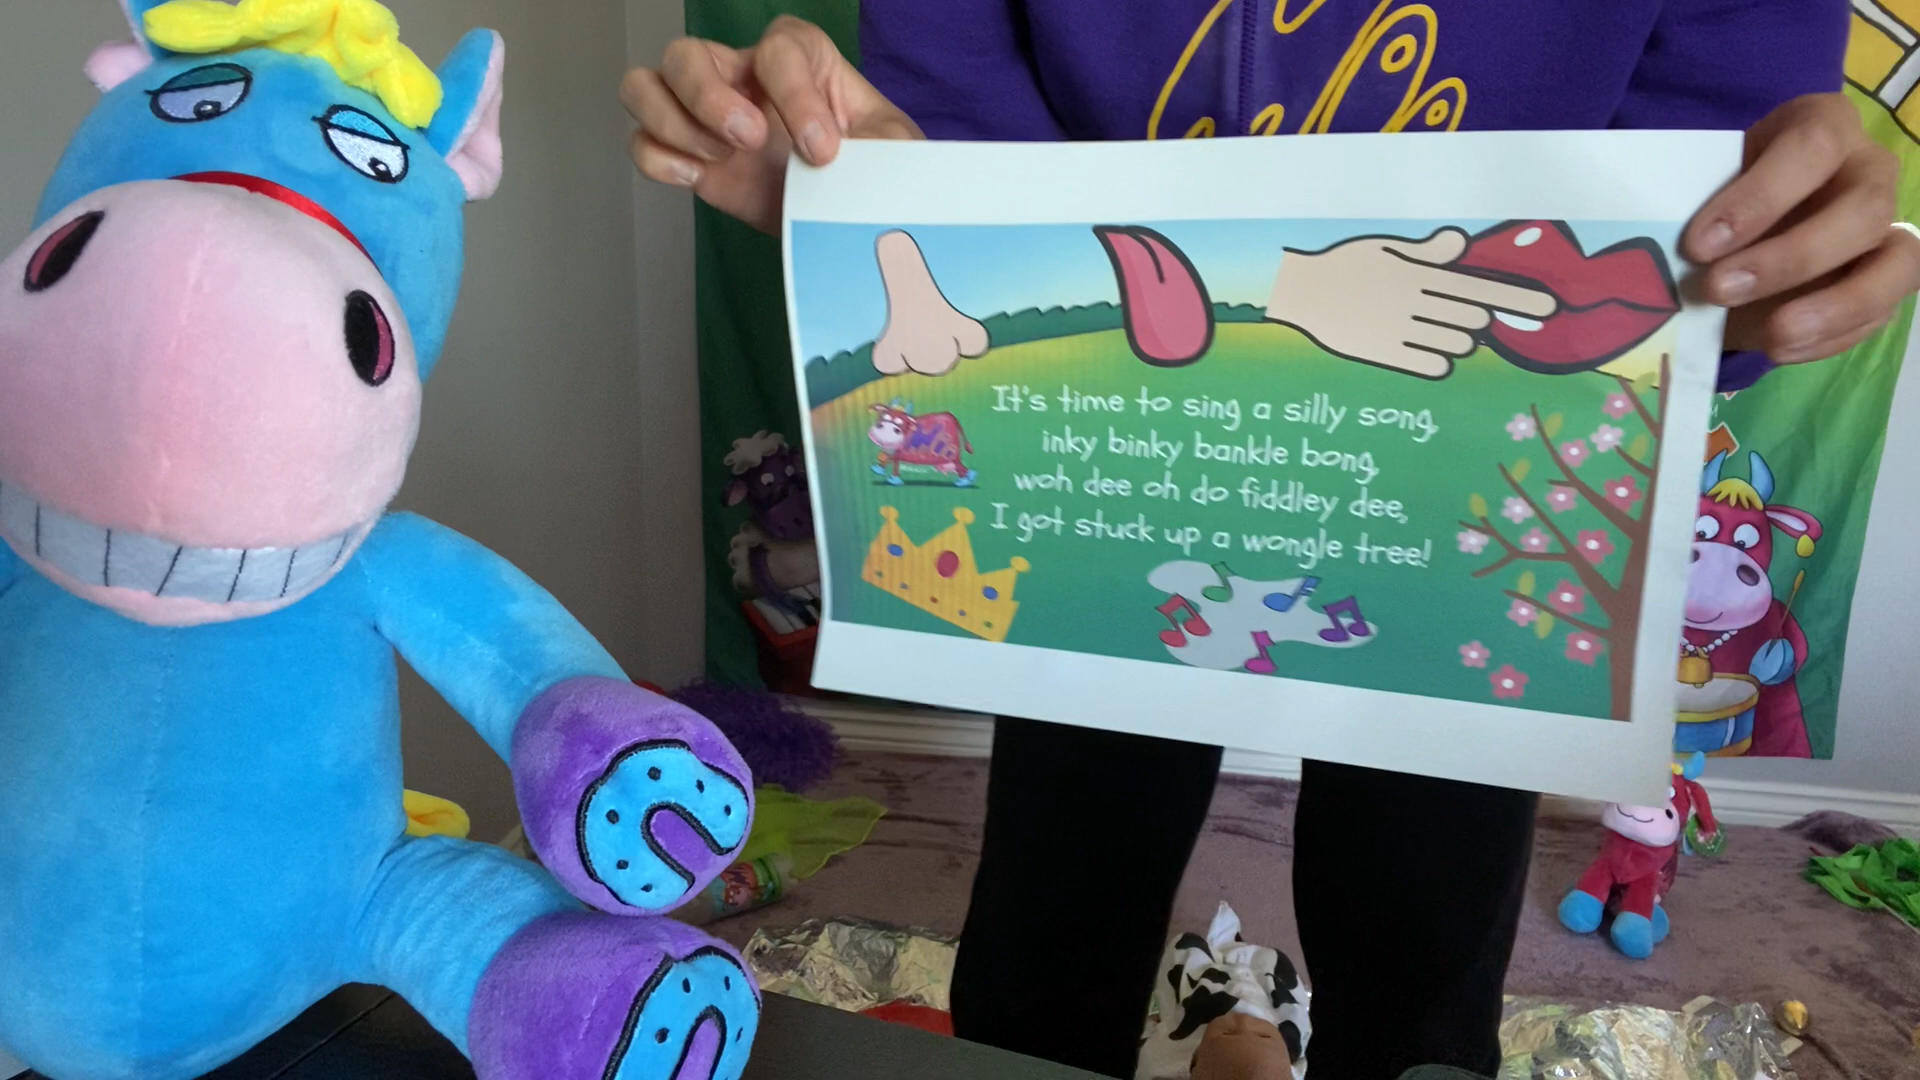 It's time to sing a silly song,
inky binky bankle bong,
woh dee oh do fiddley dee,
I got stuck up a wongle tree!